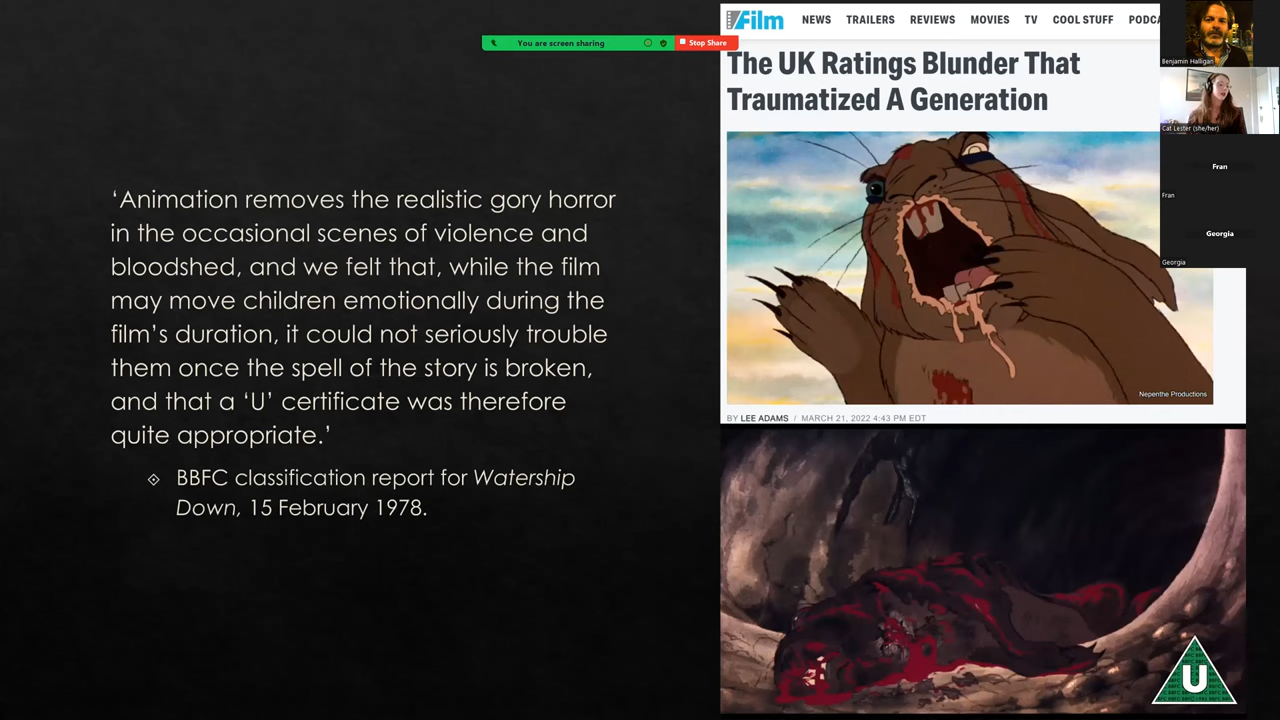 /Film NEWS TRAILERS REVIEWS MOVIES TV COOL STUFF PODCA
Benjamin Halligan
You are screen sharing Stop Share
The UK Ratings Blunder That
Traumatized A Generation
Cat Lester (she/her)
Fran
Fran
Georgia
Georgia
‘Animation removes the realistic gory horror
in the occasional scenes of violence and
bloodshed, and we felt that, while the film
may move children emotionally during the
film’s duration, it could not seriously trouble
them once the spell of the story is broken,
and that a ‘U’ certificate was therefore
quite appropriate.’
BBFC classification report for Watership
Down, 15 February 1978.
Nepenthe Productions
BY LEE ADAMS / MARCH 21, 2022 4:43 PM EDT
U